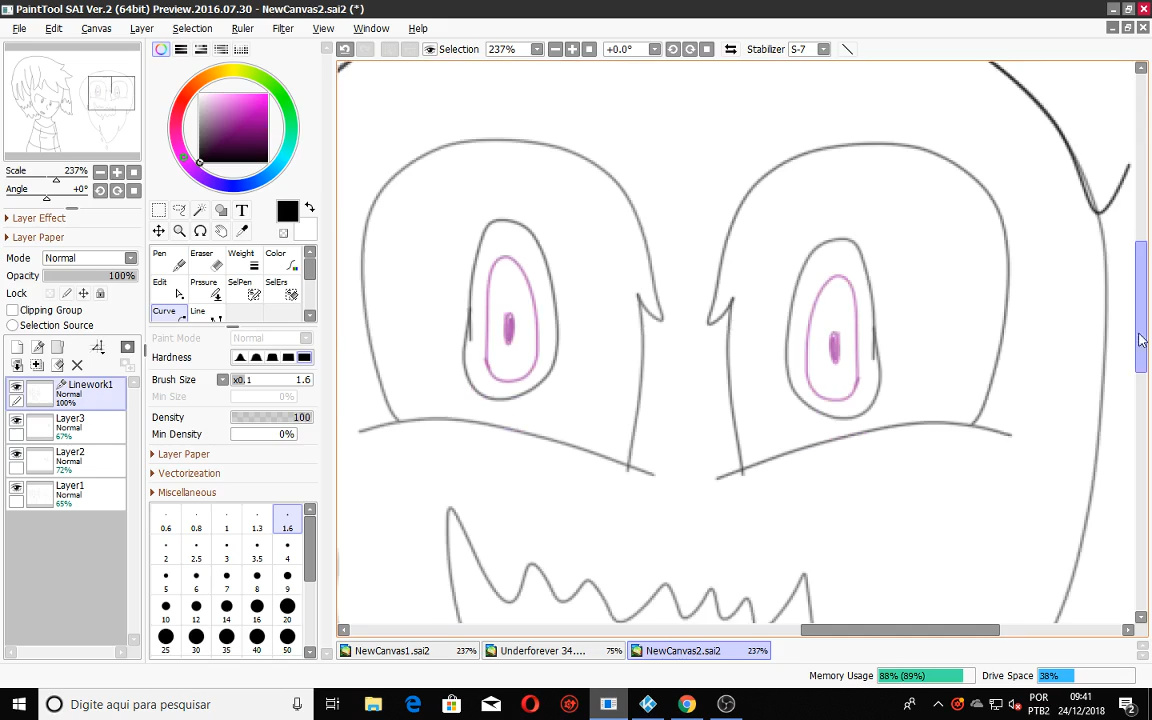 PaintTool SAI Ver.2 (64bit) Preview.2016.07.30 - NewCanvas2.sai2 (*)
File Edit Canvas Layer Selection Ruler Filter View Window Help
Selection 237% +0.0° Stabilizer S-7
Scale 237%
Angle +0°
Layer Effect
Layer Paper
Mode Normal
Opacity 100%
Lock
Clipping Group
Selection Source
Linework1
Normal
100%
Layer3
Normal
67%
Layer2
Normal
72%
Layer1
Normal
65%
T
Pen Eraser Weight Color
Edit Prssure SelPen SelErs
Curve Line
Paint Mode Normal
Hardness
Brush Size x0.1 1.6
Min Size 0%
Density 100
Min Density 0%
Layer Paper
Vectorization
Miscellaneous
0.6 0.8 1 1.3 1.6
2 2.5 3 3.5 4
5 6 7 8 9
10 12 14 16 20
25 30 35 40 50
NewCanvas1.sai2 237% Underforever 34.... 75% NewCanvas2.sai2 237%
Memory Usage 88% (89%) Drive Space 38%
Digite aqui para pesquisar
POR
PTB2
09:41
24/12/2018
2